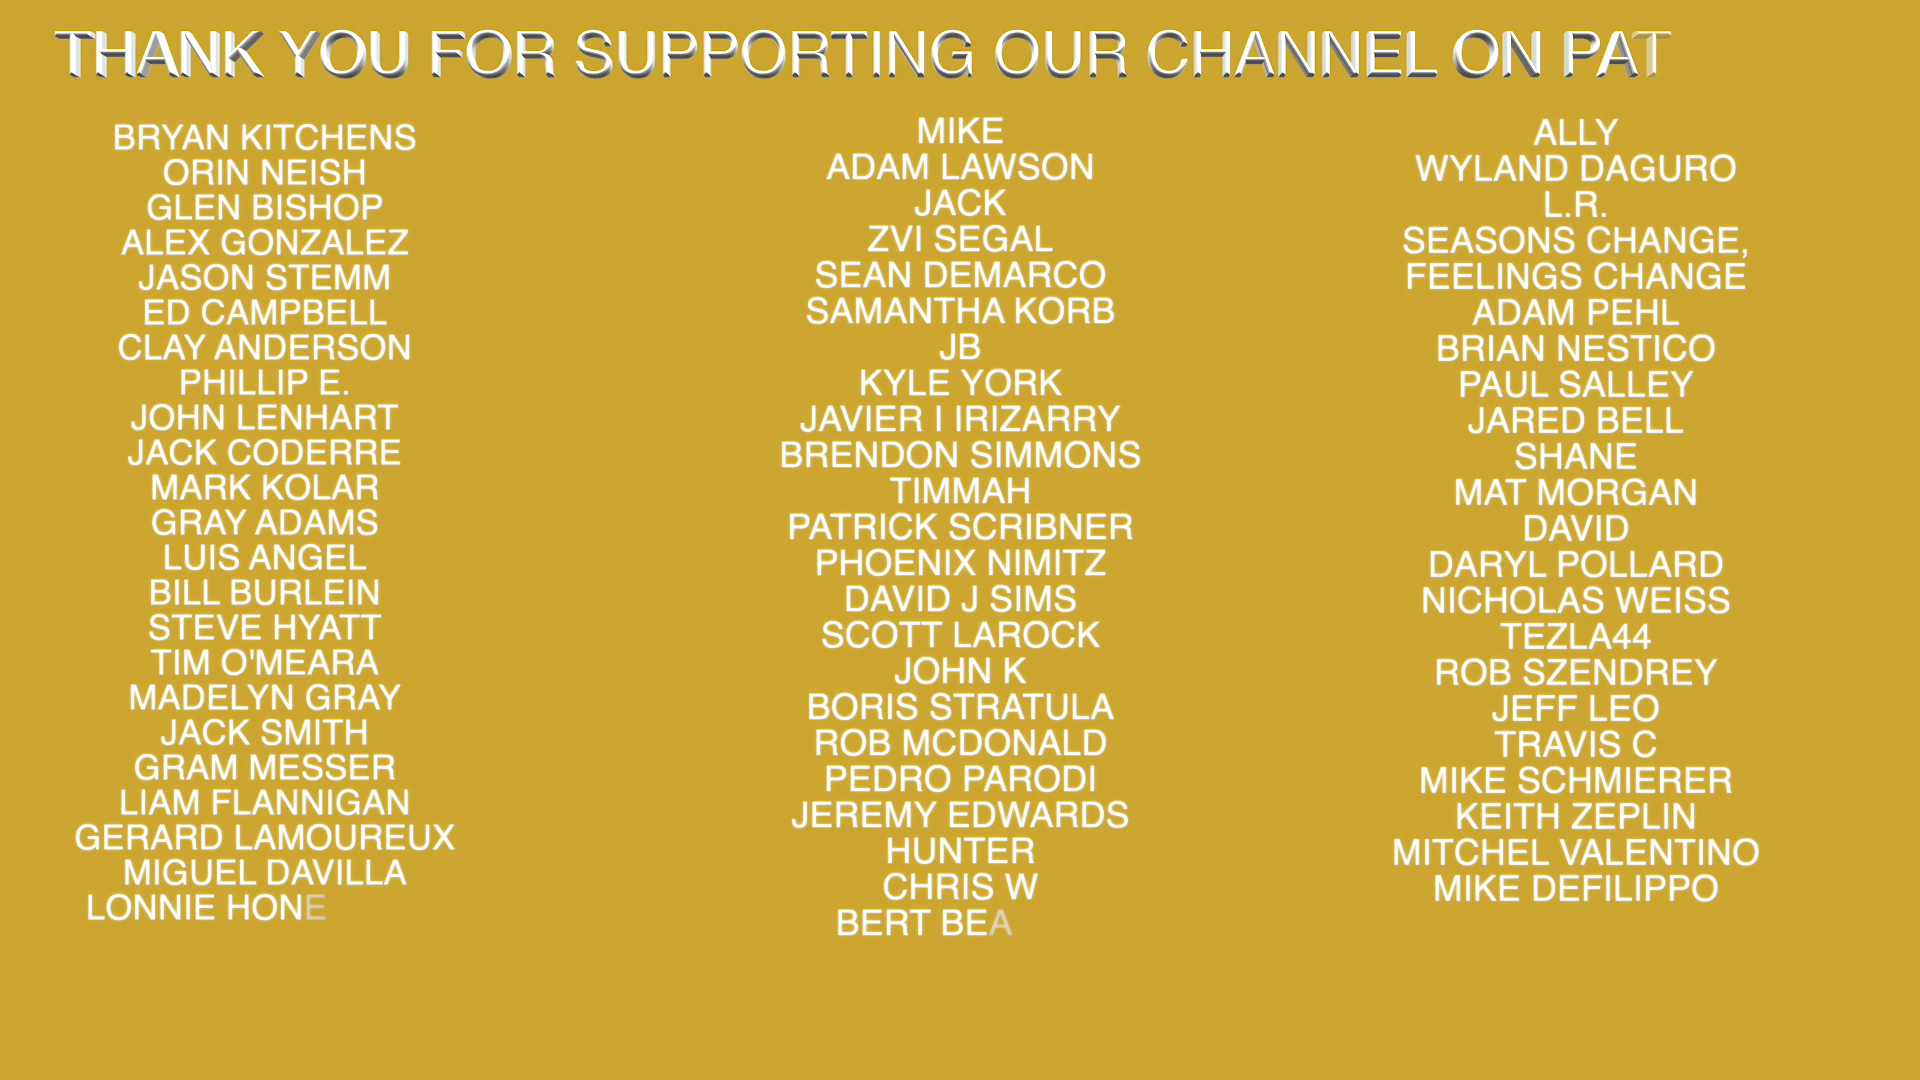 THANK YOU FOR SUPPORTING OUR CHANNEL ON PAT
BRYAN KITCHENS
ORIN NEISH
GLEN BISHOP
ALEX GONZALEZ
JASON STEMM
ED CAMPBELL
CLAY ANDERSON
PHILLIP E.
JOHN LENHART
JACK CODERRE
MARK KOLAR
GRAY ADAMS
LUIS ANGEL
BILL BURLEIN
STEVE HYATT
TIM O'MEARA
MADELYN GRAY
JACK SMITH
GRAM MESSER
LIAM FLANNIGAN
GERARD LAMOUREUX
MIGUEL DAVILLA
LONNIE HONE
MIKE
ADAM LAWSON
JACK
ZVI SEGAL
SEAN DEMARCO
SAMANTHA KORB
JB
KYLE YORK
JAVIER I IRIZARRY
BRENDON SIMMONS
TIMMAH
PATRICK SCRIBNER
PHOENIX NIMITZ
DAVID J SIMS
SCOTT LAROCK
JOHN K
BORIS STRATULA
ROB MCDONALD
PEDRO PARODI
JEREMY EDWARDS
HUNTER
CHRIS W
BERT BEA
ALLY
WYLAND DAGURO
L.R.
SEASONS CHANGE,
FEELINGS CHANGE
ADAM PEHL
BRIAN NESTICO
PAUL SALLEY
JARED BELL
SHANE
MAT MORGAN
DAVID
DARYL POLLARD
NICHOLAS WEISS
TEZLA44
ROB SZENDREY
JEFF LEO
TRAVIS C
MIKE SCHMIERER
KEITH ZEPLIN
MITCHEL VALENTINO
MIKE DEFILIPPO